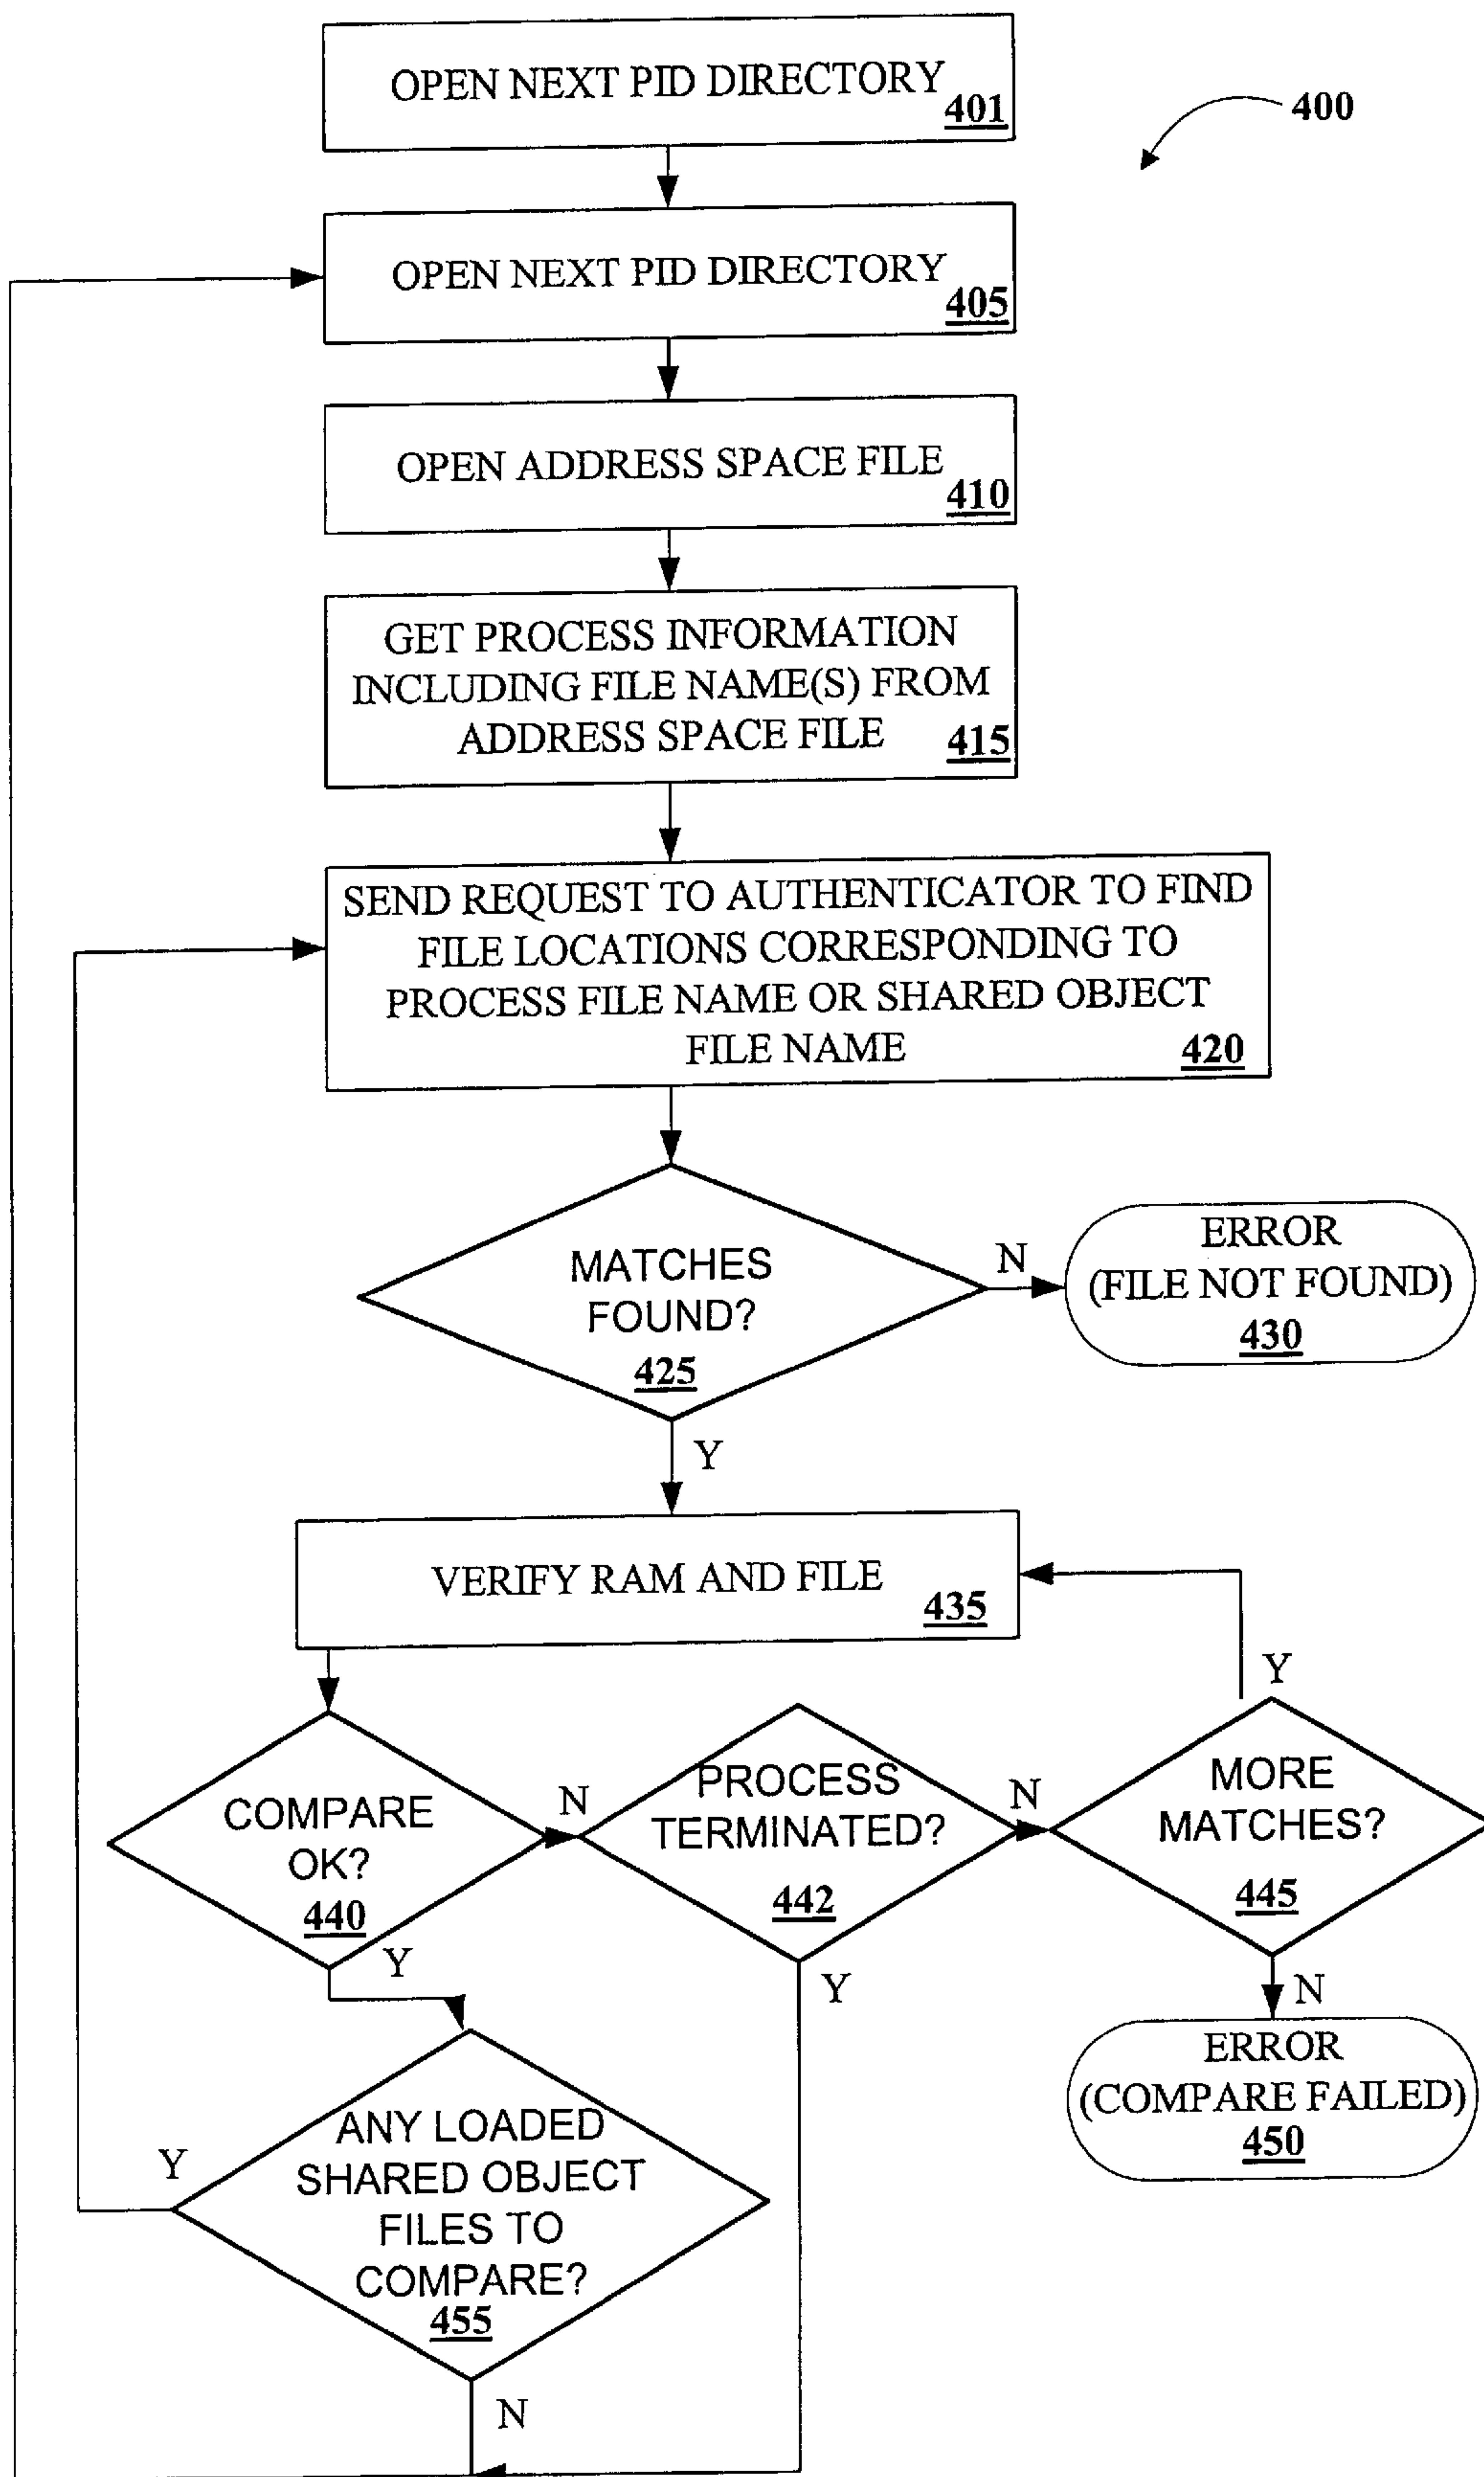 OPEN NEXT PID DIRECTORY
401
400
OPEN NEXT PID DIRECTORY
405
OPEN ADDRESS SPACE FILE
410
GET PROCESS INFORMATION
INCLUDING FILE NAME(S) FROM
ADDRESS SPACE FILE
415
SEND REQUEST TO AUTHENTICATOR TO FIND
FILE LOCATIONS CORRESPONDING TO
PROCESS FILE NAME OR SHARED OBJECT
FILE NAME
420
MATCHES
FOUND?
425
N
ERROR
(FILE NOT FOUND)
430
Y
VERIFY RAM AND FILE
435
Y
COMPARE
OK?
440
N
PROCESS
TERMINATED?
442
N
MORE
MATCHES?
445
Y
Y
N
ERROR
(COMPARE FAILED)
450
Y
ANY LOADED
SHARED OBJECT
FILES TO
COMPARE?
455
N